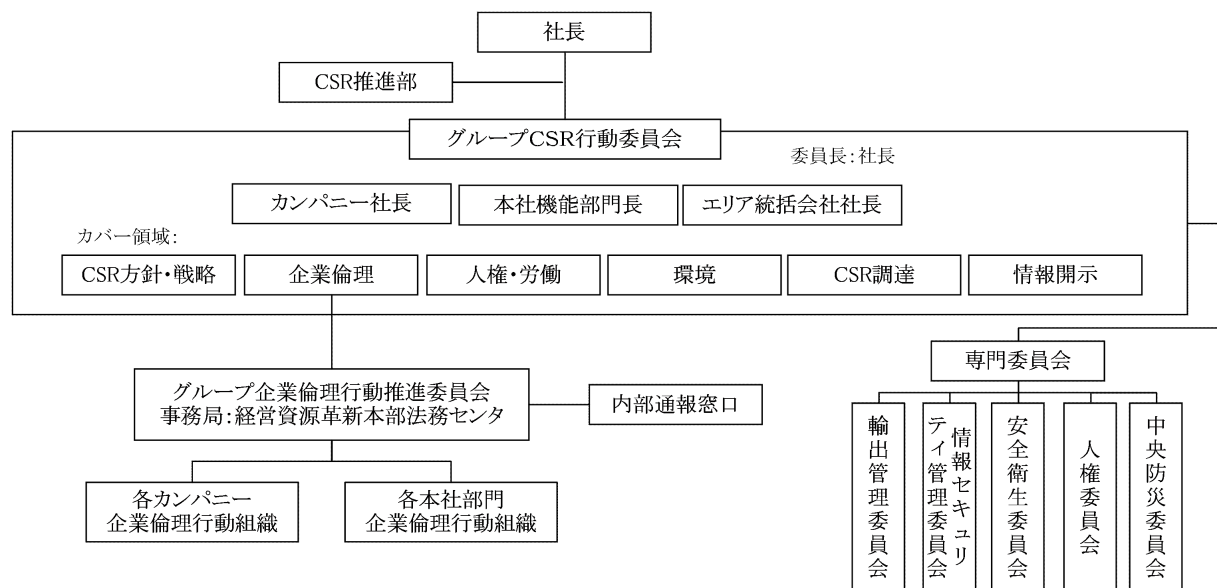 社長
CSR推進部
グループCSR行動委員会
委員長:社長
カンパニー社長
本社機能部門長
エリア統括会社社長
カバー領域:
CSR方針・戦略
企業倫理
人権・労働
環境
CSR調達
情報開示
専門委員会
グループ企業倫理行動推進委員会
事務局:経営資源革新本部法務センタ
内部通報窓口
各カンパニー
企業倫理行動組織
各本社部門
企業倫理行動組織
輸出管理委員会
情報セキュリ
ティ管理委員会
安全衛生委員会
人権委員会
中央防災委員会